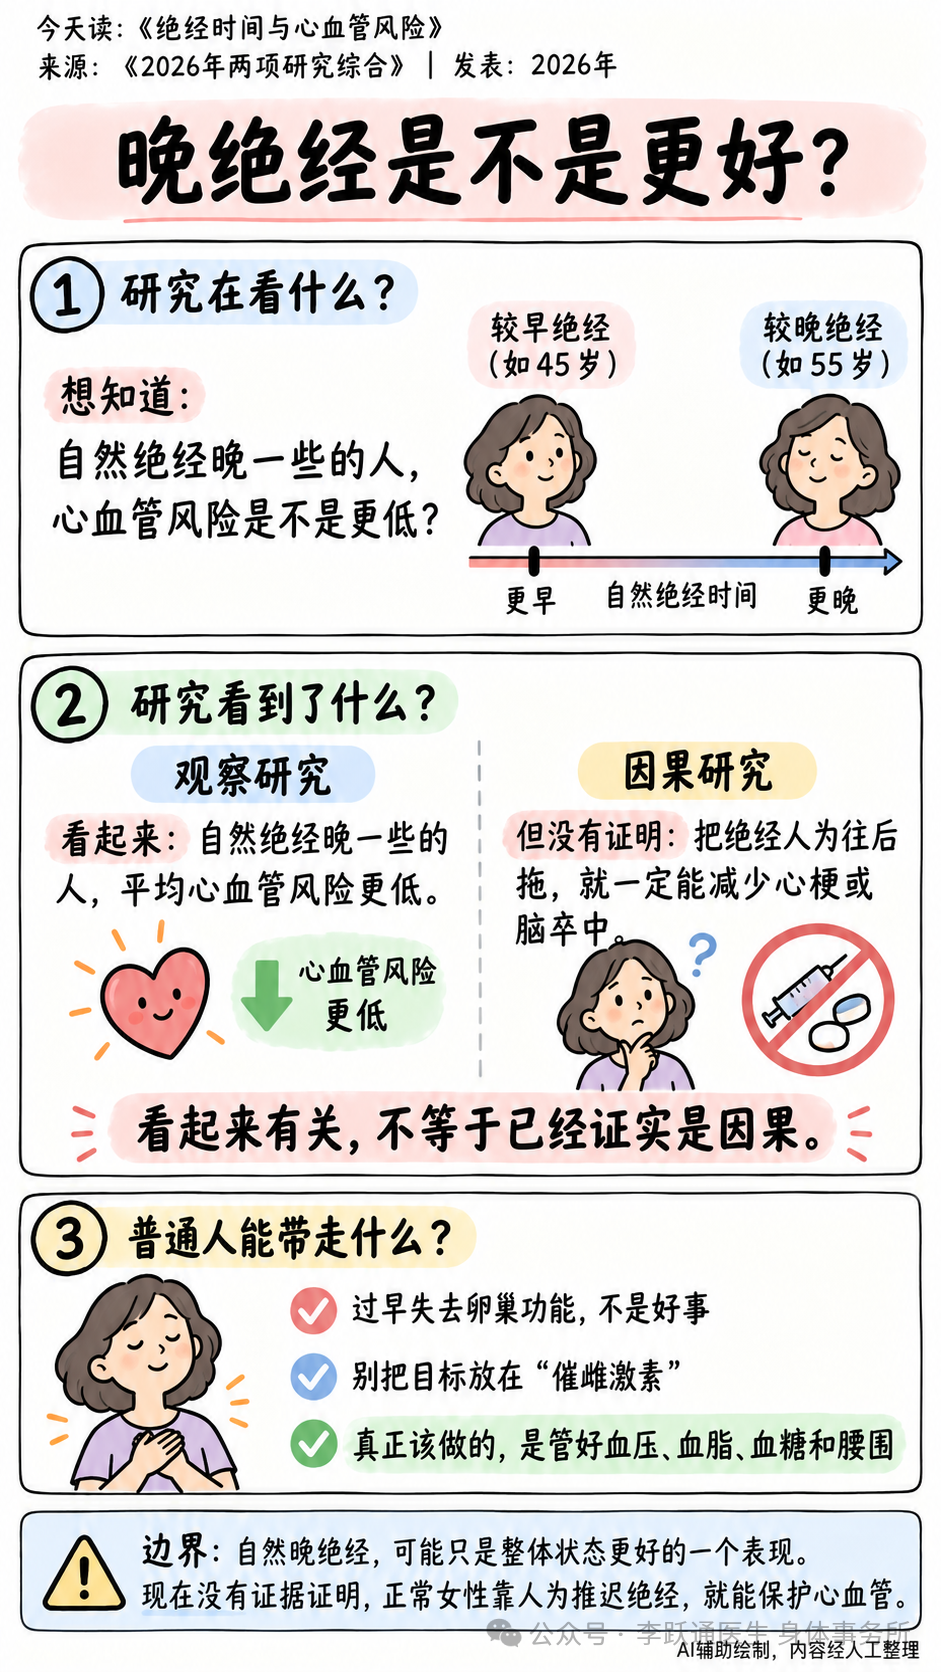 今天读：《绝经时间与心血管风险》
来源：《2026年两项研究综合》｜发表：2026年
晚绝经是不是更好？
1 研究在看什么？
想知道：
自然绝经晚一些的人，
心血管风险是不是更低？
较早绝经
（如 45 岁）
较晚绝经
（如 55 岁）
更早
自然绝经时间
更晚
2 研究看到了什么？
观察研究
看起来：自然绝经晚一些的
人，平均心血管风险更低。
心血管风险
更低
因果研究
但没有证明：把绝经人为往后
拖，就一定能减少心梗或
脑卒中。
?
看起来有关，不等于已经证实是因果。
3 普通人能带走什么？
过早失去卵巢功能，不是好事
别把目标放在“催雌激素”
真正该做的，是管好血压、血脂、血糖和腰围
边界：自然晚绝经，可能只是整体状态更好的一个表现。
现在没有证据证明，正常女性靠人为推迟绝经，就能保护心血管。
公众号 · 李跃通医生 身体事务所
AI辅助绘制，内容经人工整理